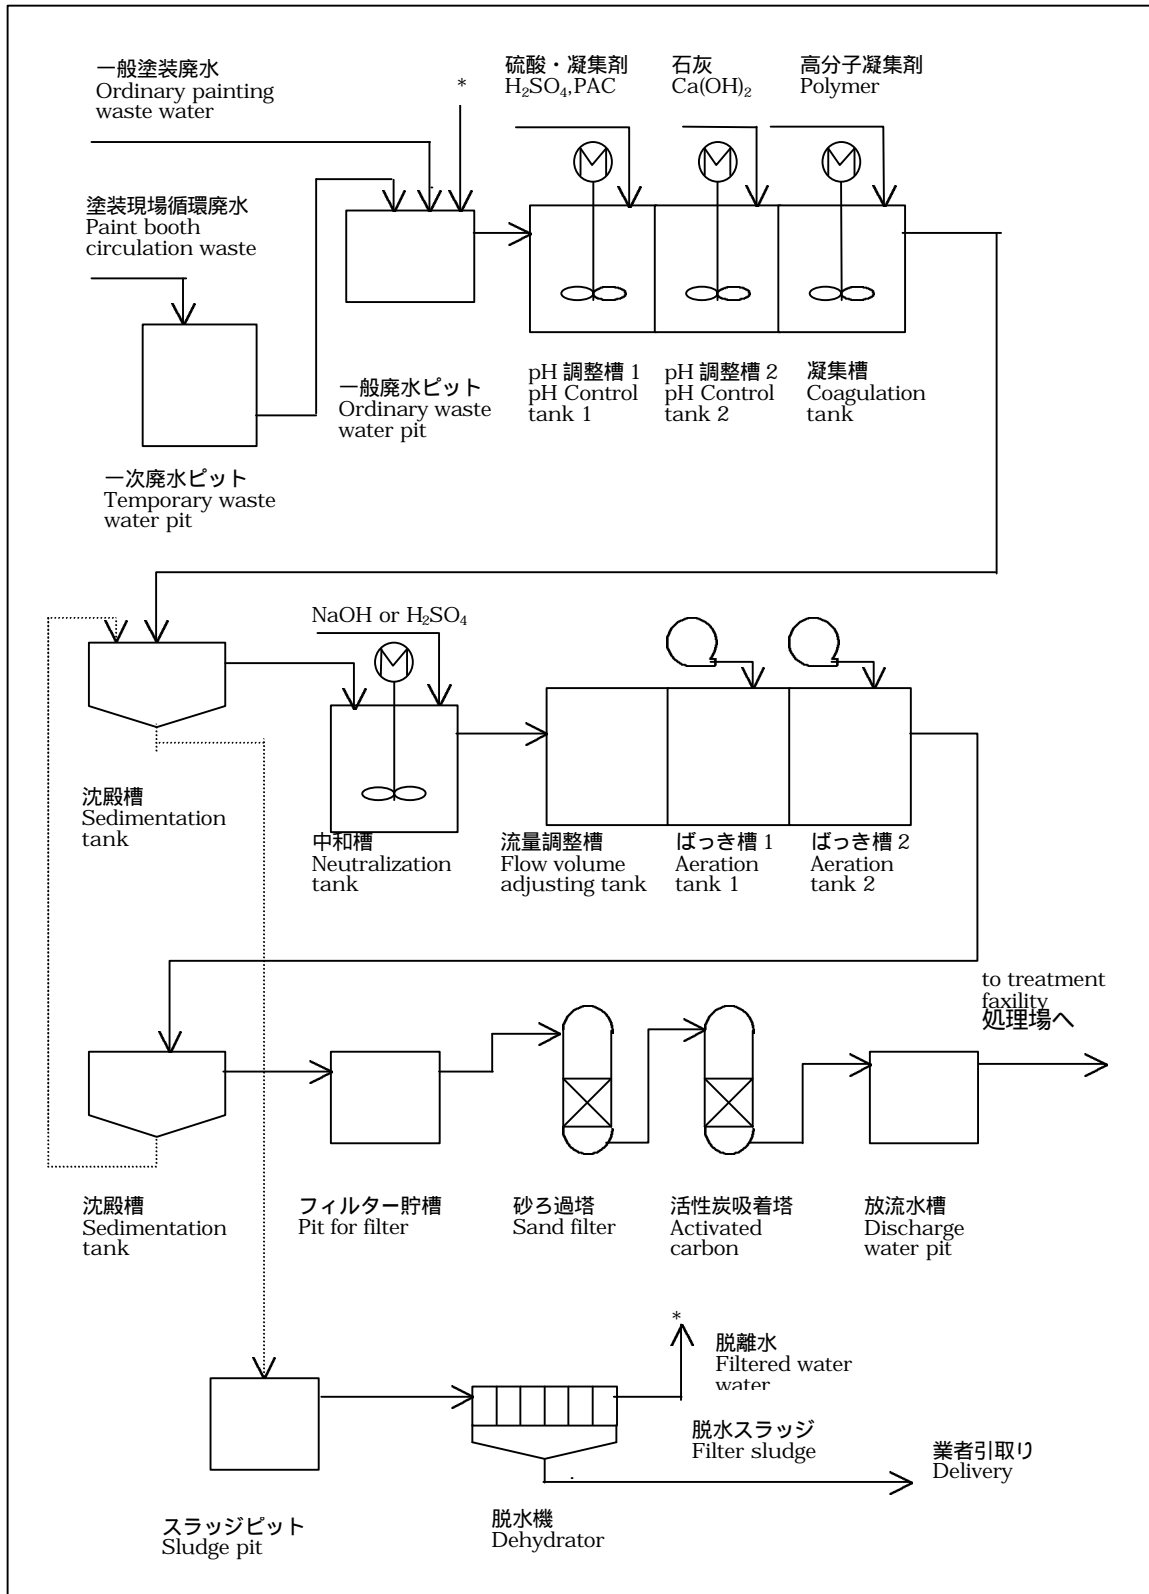 一般塗装廃水
Ordinary painting
waste water
*
硫酸・凝集剤
H₂SO₄,PAC
石灰
Ca(OH)₂
高分子凝集剤
Polymer
塗装現場循環廃水
Paint booth
circulation waste
M
M
M
一般廃水ピット
Ordinary waste
water pit
pH 調整槽 1
pH Control
tank 1
pH 調整槽 2
pH Control
tank 2
凝集槽
Coagulation
tank
一次廃水ピット
Temporary waste
water pit
NaOH or H₂SO₄
M
沈殿槽
Sedimentation
tank
中和槽
Neutralization
tank
流量調整槽
Flow volume
adjusting tank
ばっき槽 1
Aeration
tank 1
ばっき槽 2
Aeration
tank 2
to treatment
faxility
処理場へ
沈殿槽
Sedimentation
tank
フィルター貯槽
Pit for filter
砂ろ過塔
Sand filter
活性炭吸着塔
Activated
carbon
放流水槽
Discharge
water pit
*
脱離水
Filtered water
water
脱水スラッジ
Filter sludge
業者引取り
Delivery
スラッジピット
Sludge pit
脱水機
Dehydrator